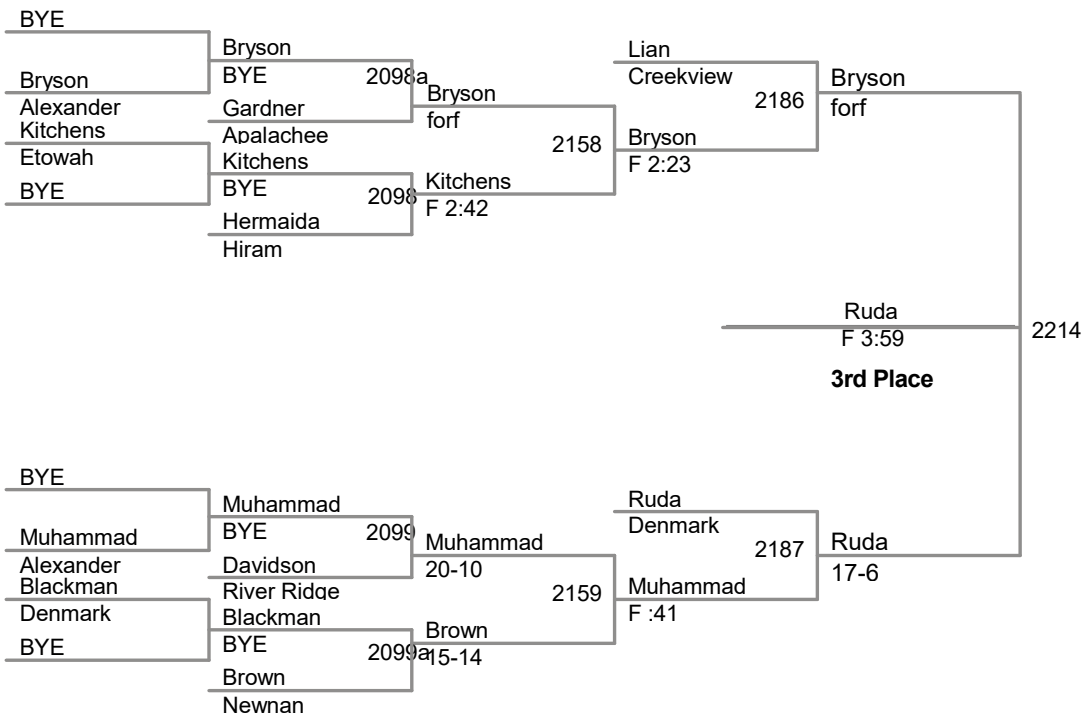 BYE
Bryson
Alexander
Kitchens
Etowah
BYE
Bryson
BYE
2098a
Gardner
Apalachee
Kitchens
BYE
2098
Hermaida
Hiram
Bryson
forf
2158
Kitchens
F 2:42
Lian
Creekview
2186
Bryson
F 2:23
Bryson
forf
Ruda
F 3:59
2214
3rd Place
BYE
Muhammad
Alexander
Blackman
Denmark
BYE
Muhammad
BYE
2099
Davidson
River Ridge
Blackman
BYE
2099a
Brown
Newnan
Muhammad
20-10
2159
Brown
15-14
Ruda
Denmark
2187
Muhammad
F :41
Ruda
17-6